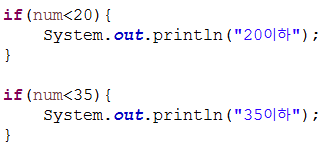 if(num<20){
    System.out.println("20이하");
}
if(num<35){
    System.out.println("35이하");
}